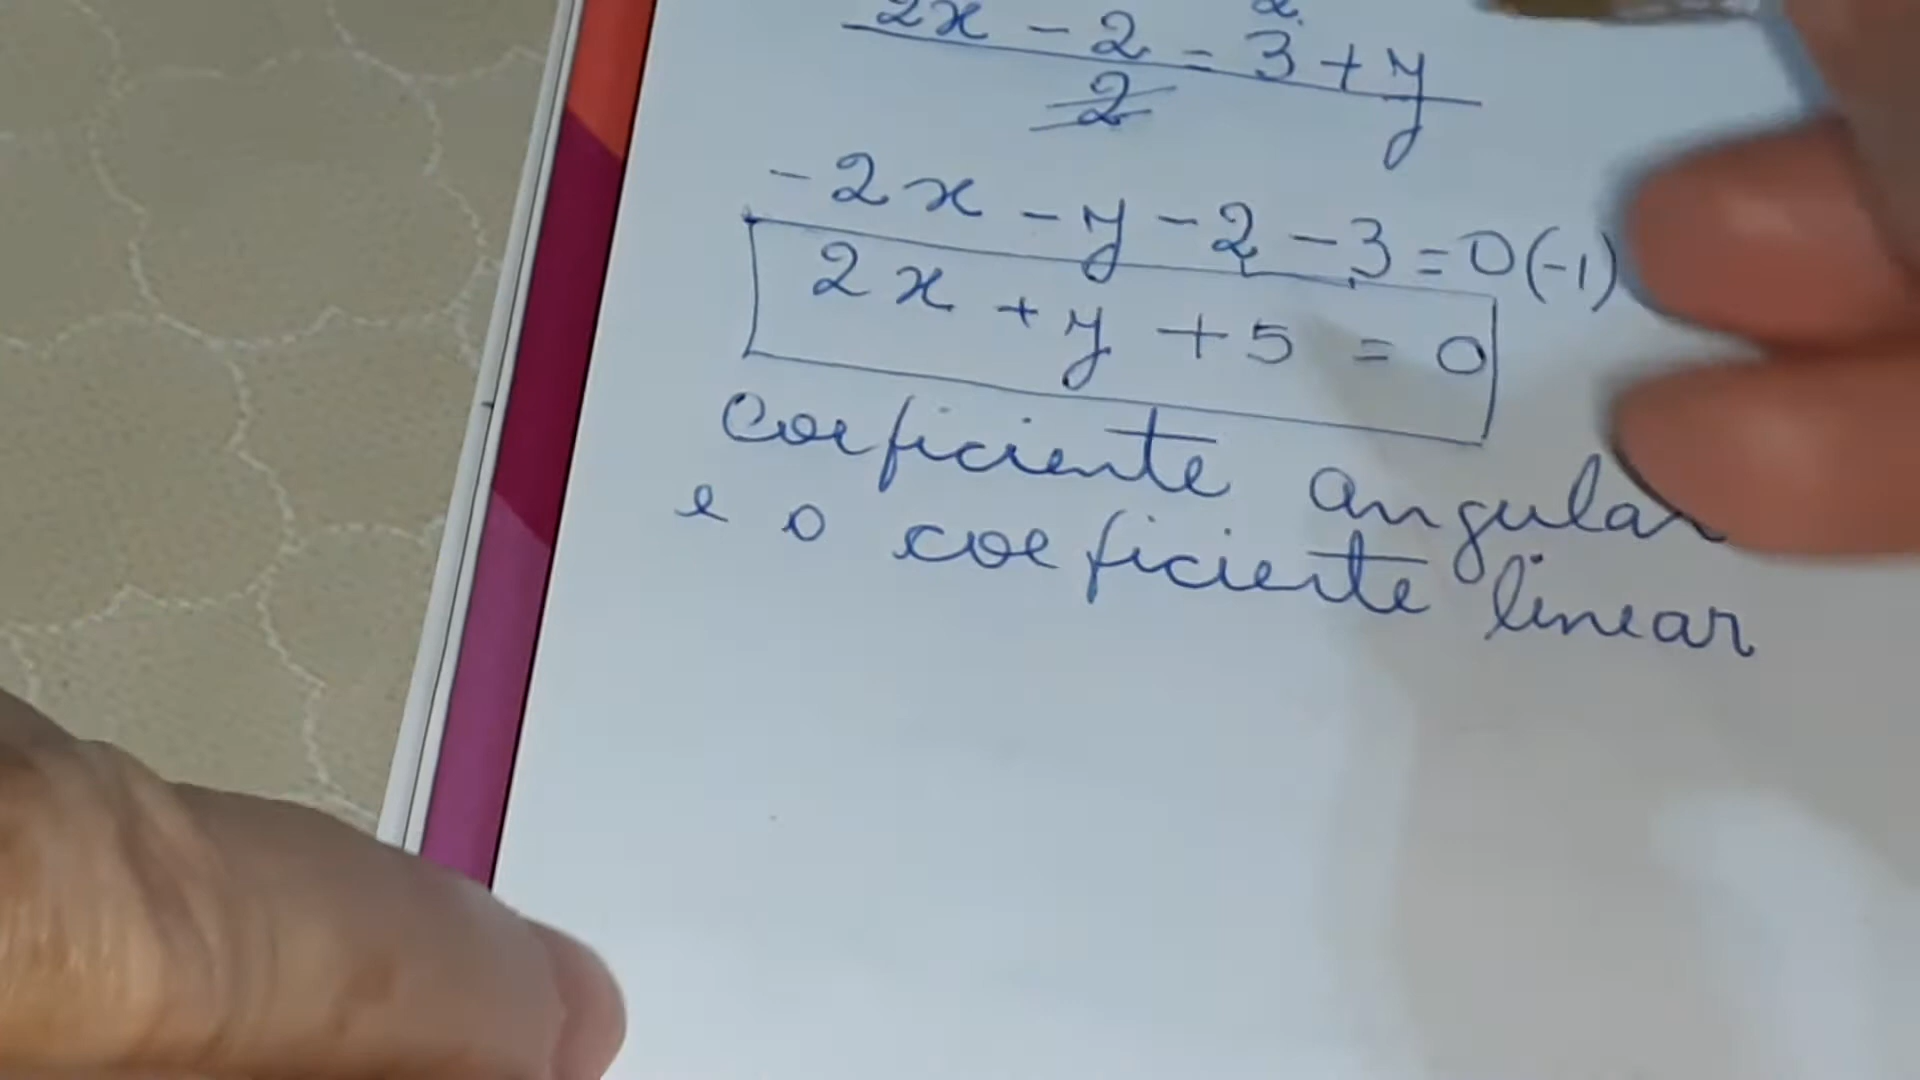 2x - 2 = 3 + y
2
-2x - y - 2 - 3 = 0 (-1)
2x + y + 5 = 0
coeficiente angular
e o coeficiente linear